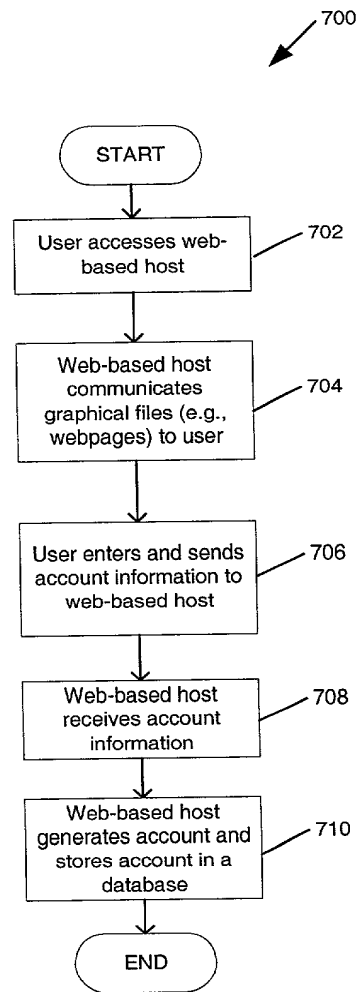 700
START
User accesses web-
based host
702
Web-based host
communicates
graphical files (e.g.,
webpages) to user
704
User enters and sends
account information to
web-based host
706
Web-based host
receives account
information
708
Web-based host
generates account and
stores account in a
database
710
END